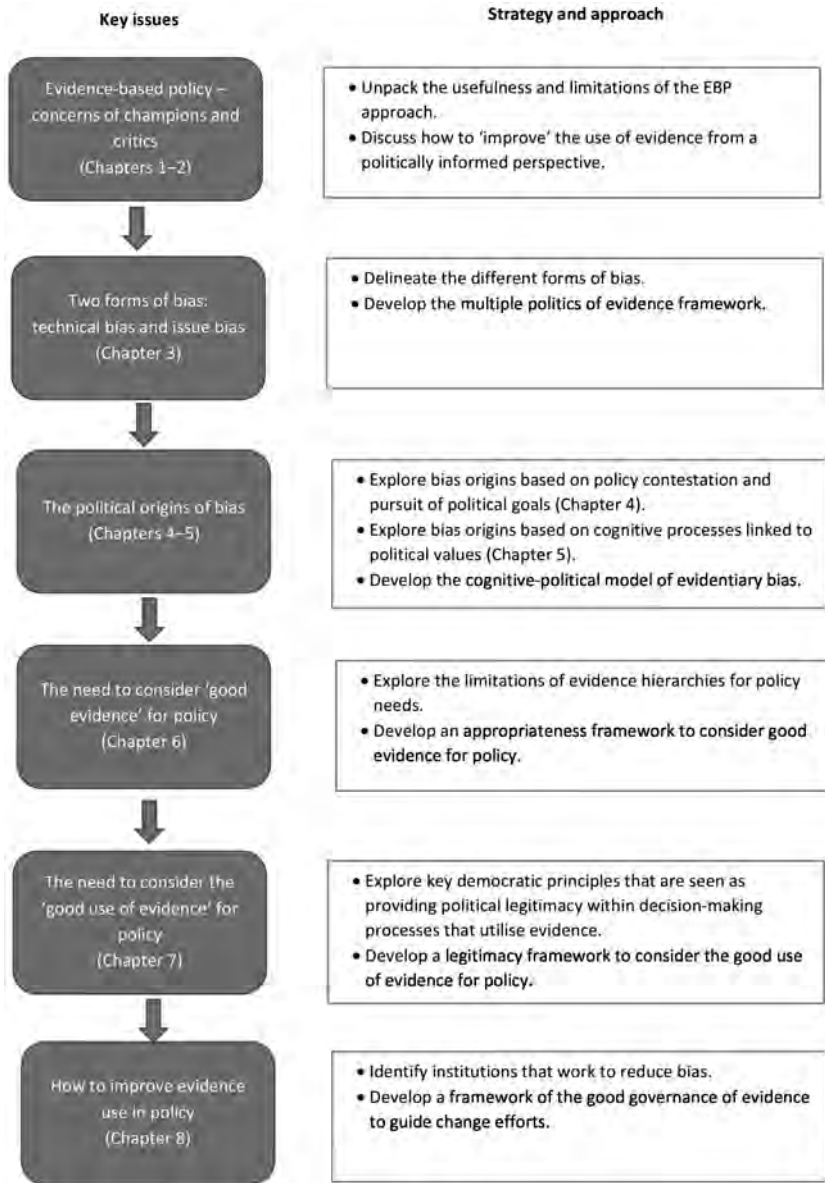 Key issues
Strategy and approach
Evidence-based policy –
concerns of champions and
critics
(Chapters 1–2)
• Unpack the usefulness and limitations of the EBP
approach.
• Discuss how to ‘improve’ the use of evidence from a
politically informed perspective.
Two forms of bias:
technical bias and issue bias
(Chapter 3)
• Delineate the different forms of bias.
• Develop the multiple politics of evidence framework.
The political origins of bias
(Chapters 4–5)
• Explore bias origins based on policy contestation and
pursuit of political goals (Chapter 4).
• Explore bias origins based on cognitive processes linked to
political values (Chapter 5).
• Develop the cognitive-political model of evidentiary bias.
The need to consider ‘good
evidence’ for policy
(Chapter 6)
• Explore the limitations of evidence hierarchies for policy
needs.
• Develop an appropriateness framework to consider good
evidence for policy.
The need to consider the
‘good use of evidence’ for
policy
(Chapter 7)
• Explore key democratic principles that are seen as
providing political legitimacy within decision-making
processes that utilise evidence.
• Develop a legitimacy framework to consider the good use
of evidence for policy.
How to improve evidence
use in policy
(Chapter 8)
• Identify institutions that work to reduce bias.
• Develop a framework of the good governance of evidence
to guide change efforts.